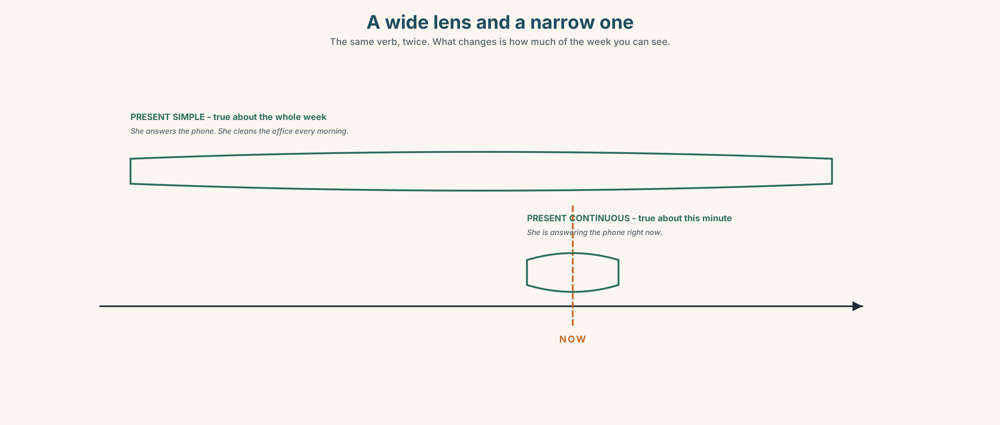 A wide lens and a narrow one
The same verb, twice. What changes is how much of the week you can see.
PRESENT SIMPLE - true about the whole week
She answers the phone. She cleans the office every morning.
PRESENT CONTINUOUS - true about this minute
She is answering the phone right now.
NOW